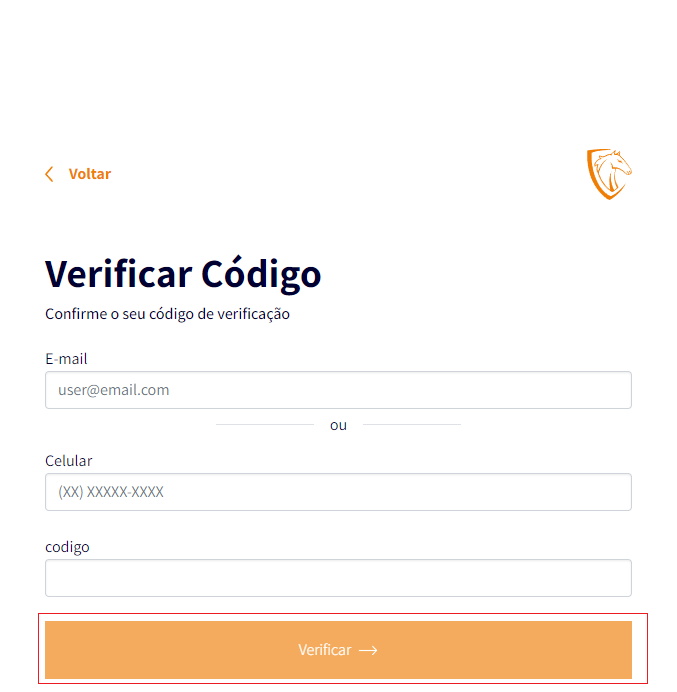 Voltar
Verificar Código
Confirme o seu código de verificação
E-mail
user@email.com
ou
Celular
(XX) XXXXX-XXXX
codigo
Verificar